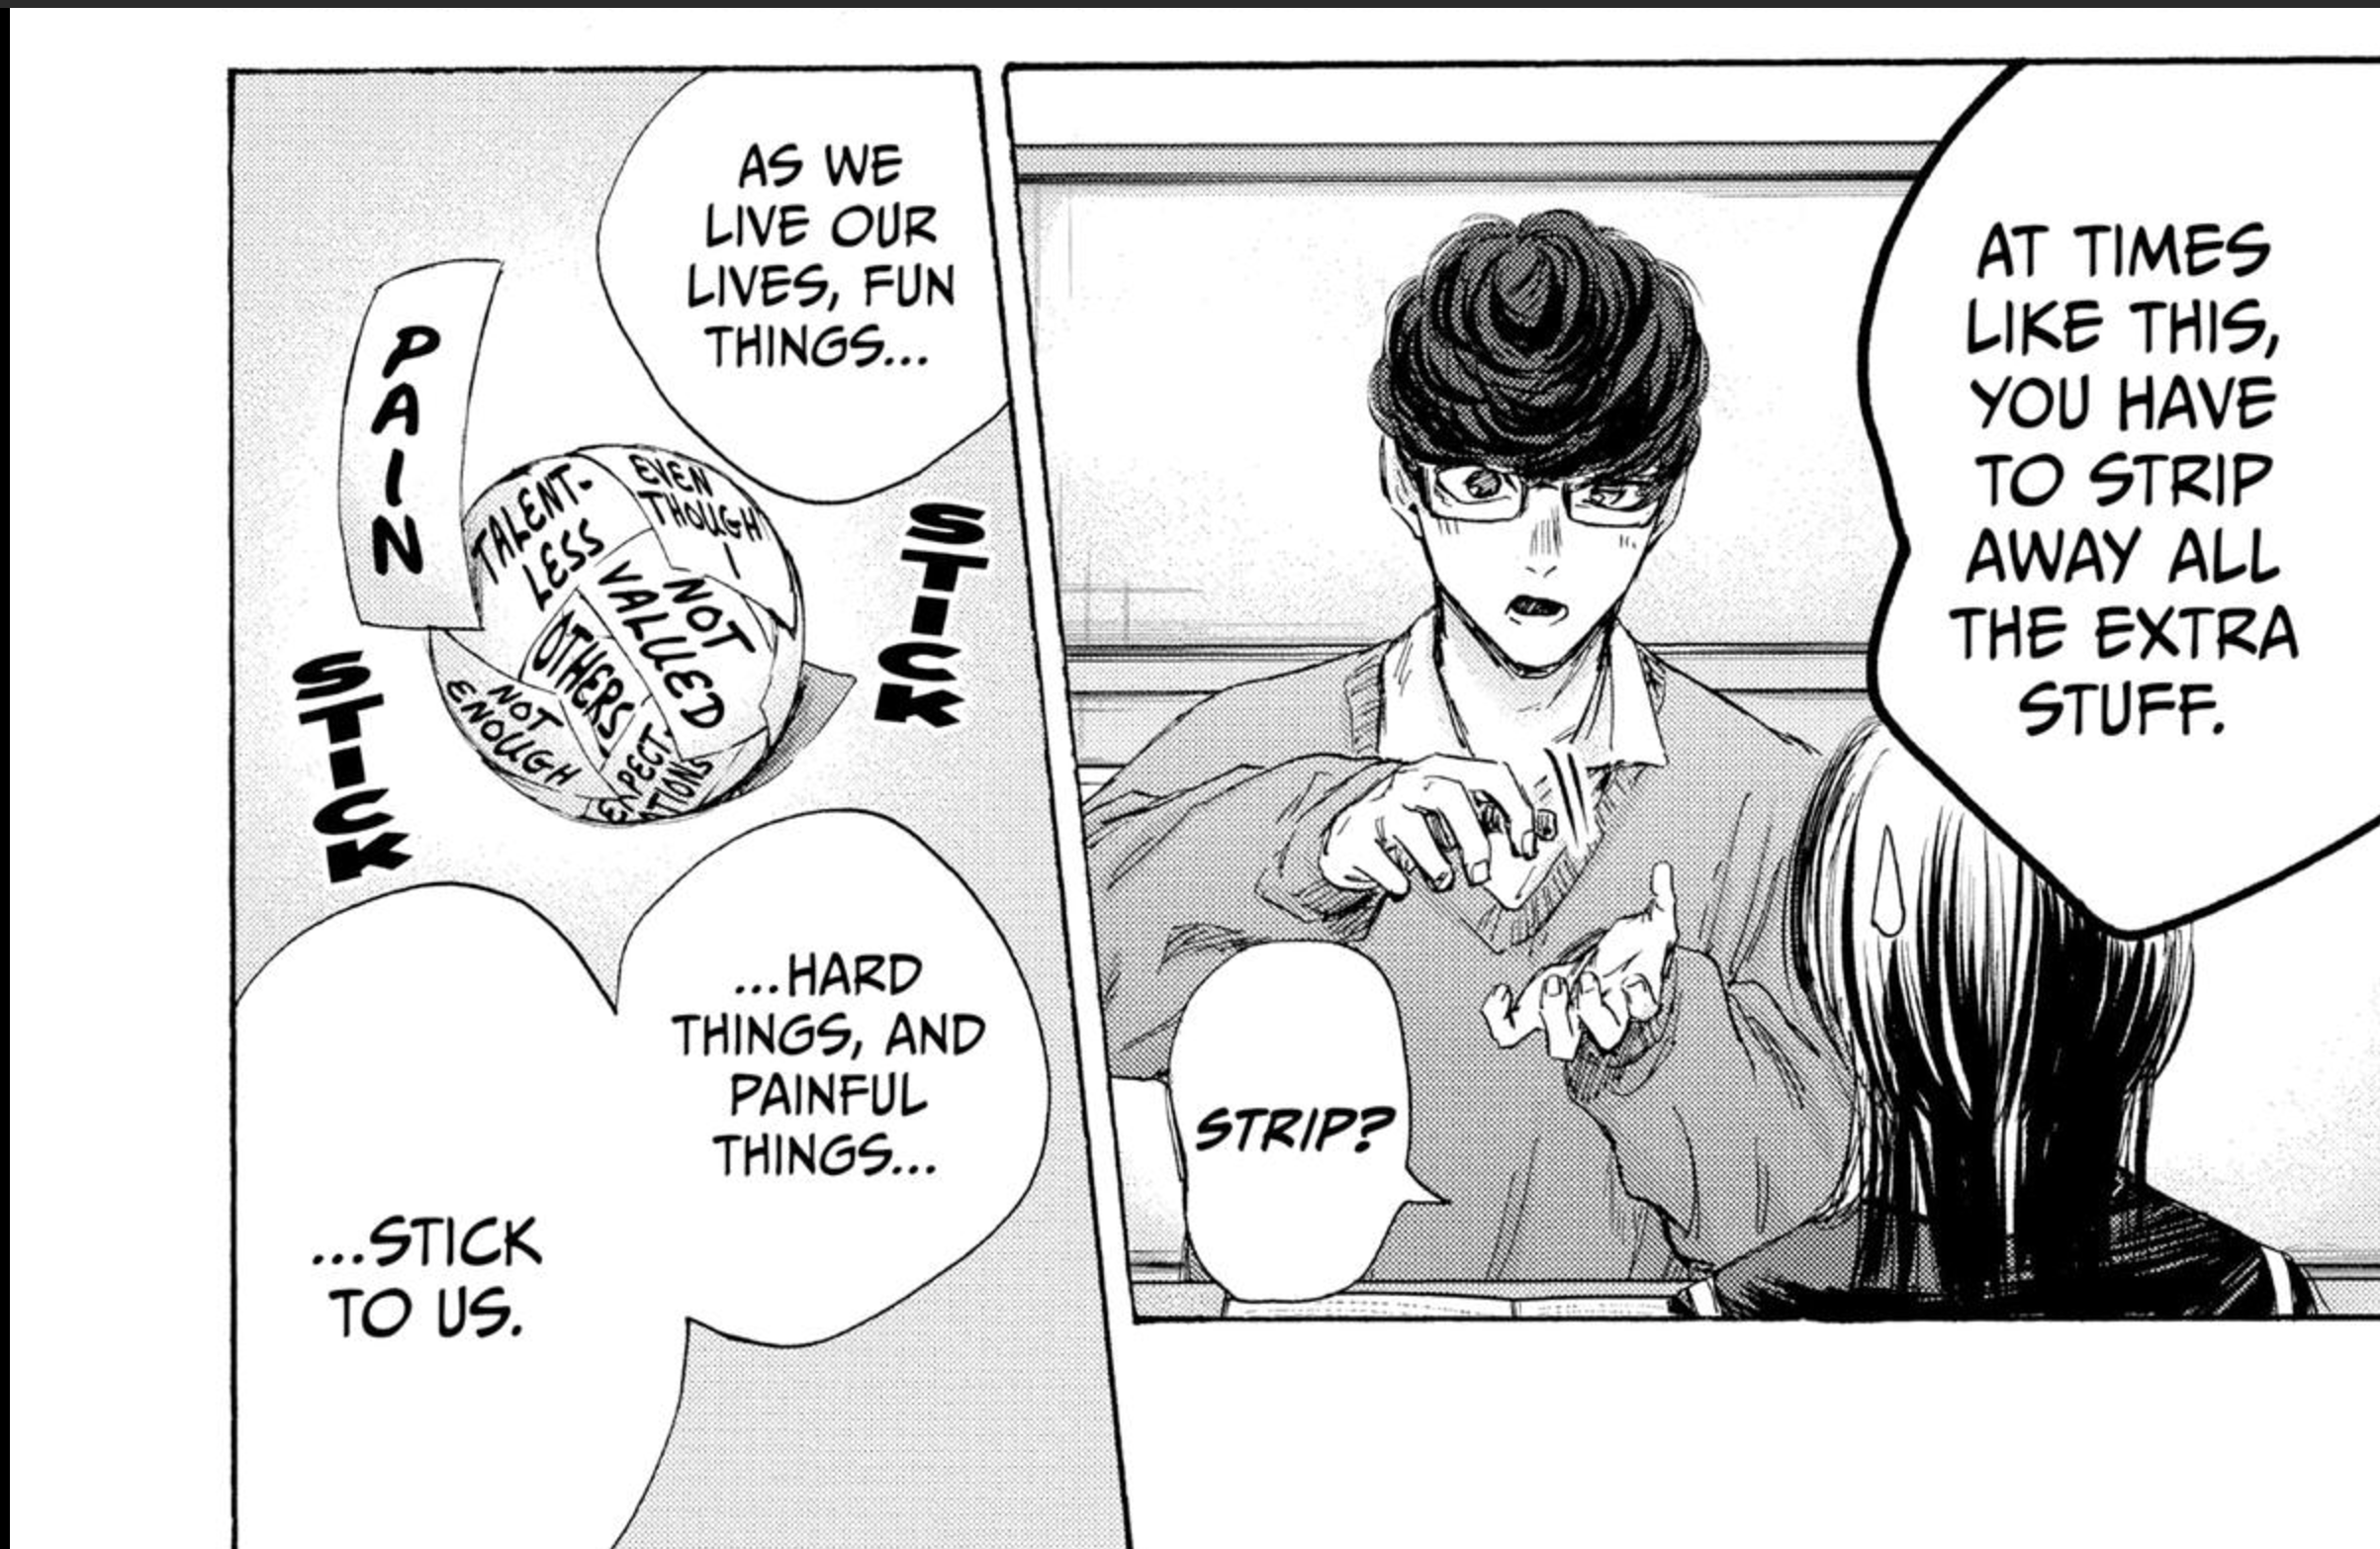 AT TIMES
LIKE THIS,
YOU HAVE
TO STRIP
AWAY ALL
THE EXTRA
STUFF.
STRIP?
AS WE
LIVE OUR
LIVES, FUN
THINGS...
PAIN
TALENT-
LESS
EVEN
THOUGH
I
NOT
VALUED
OTHERS
NOT
ENOUGH
EXPECT-
ATIONS
STICK
STICK
...HARD
THINGS, AND
PAINFUL
THINGS...
...STICK
TO US.